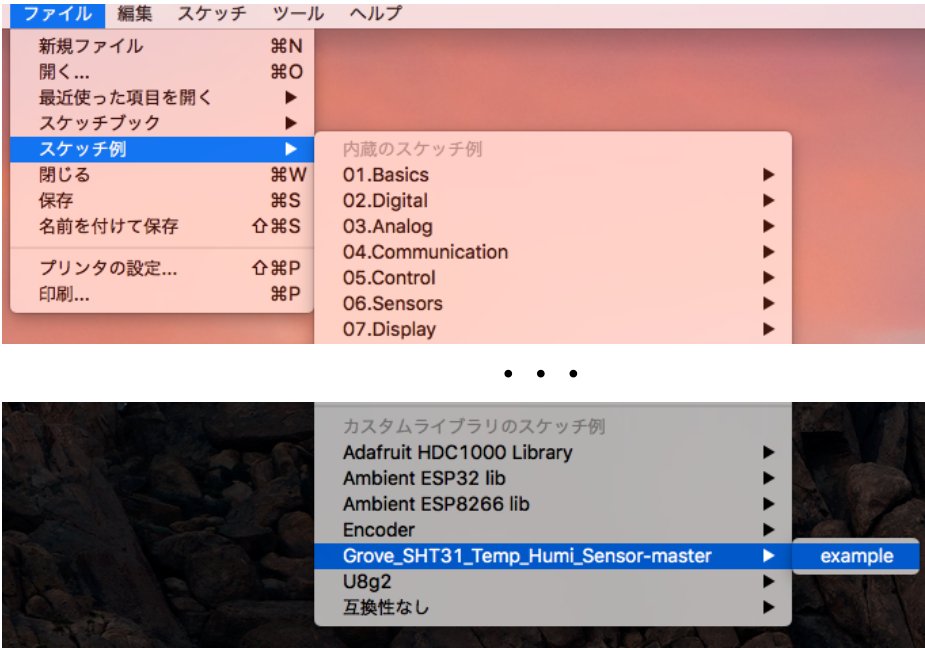 ファイル 編集 スケッチ ツール ヘルプ
新規ファイル ⌘N
開く... ⌘O
最近使った項目を開く ▶
スケッチブック ▶
スケッチ例 ▶
閉じる ⌘W
保存 ⌘S
名前を付けて保存 ⇧⌘S
プリンタの設定... ⇧⌘P
印刷... ⌘P
内蔵のスケッチ例
01.Basics ▶
02.Digital ▶
03.Analog ▶
04.Communication ▶
05.Control ▶
06.Sensors ▶
07.Display ▶
・・・
カスタムライブラリのスケッチ例
Adafruit HDC1000 Library ▶
Ambient ESP32 lib ▶
Ambient ESP8266 lib ▶
Encoder ▶
Grove_SHT31_Temp_Humi_Sensor-master ▶ example
U8g2 ▶
互換性なし ▶